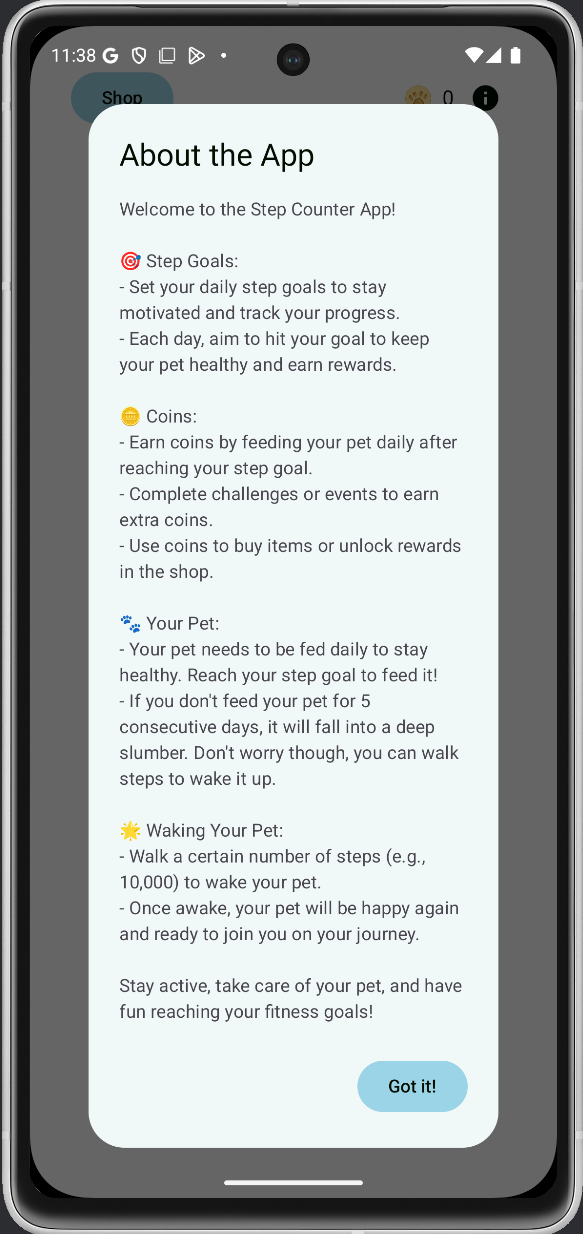 11:38
Shop
0
About the App
Welcome to the Step Counter App!
🎯 Step Goals:
- Set your daily step goals to stay
motivated and track your progress.
- Each day, aim to hit your goal to keep
your pet healthy and earn rewards.
🪙 Coins:
- Earn coins by feeding your pet daily after
reaching your step goal.
- Complete challenges or events to earn
extra coins.
- Use coins to buy items or unlock rewards
in the shop.
🐾 Your Pet:
- Your pet needs to be fed daily to stay
healthy. Reach your step goal to feed it!
- If you don't feed your pet for 5
consecutive days, it will fall into a deep
slumber. Don't worry though, you can walk
steps to wake it up.
🌟 Waking Your Pet:
- Walk a certain number of steps (e.g.,
10,000) to wake your pet.
- Once awake, your pet will be happy again
and ready to join you on your journey.
Stay active, take care of your pet, and have
fun reaching your fitness goals!
Got it!